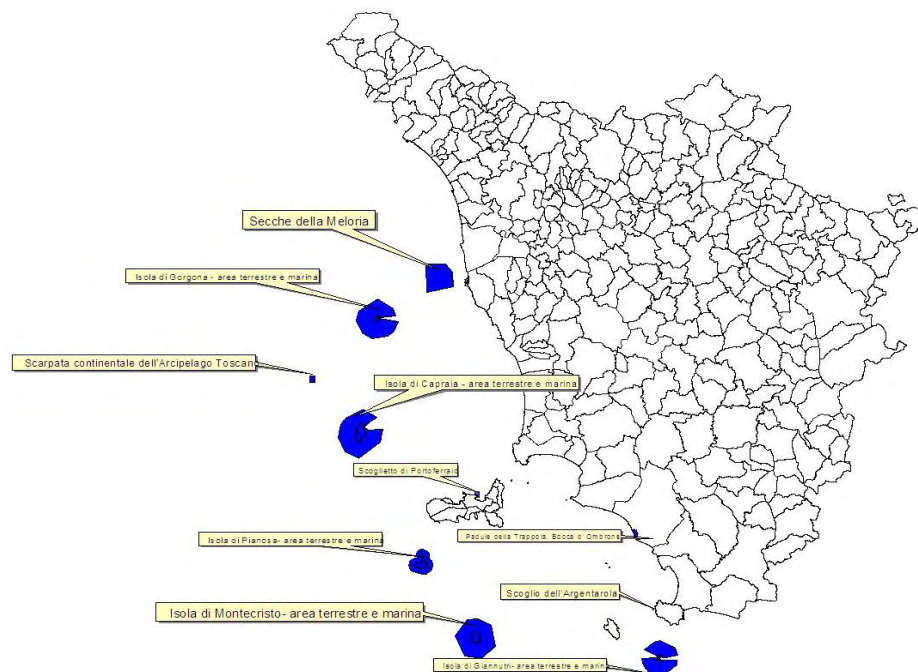 Secche della Meloria
Isola di Gorgona - area terrestre e marina
Scarpata continentale dell'Arcipelago Toscan
Isola di Capraia - area terrestre e marina
Scoglietto di Portoferraio
Isola di Pianosa- area terrestre e marina
Padule della Trappola, Bocca d'Ombrone
Scoglio dell'Argentarola
Isola di Montecristo- area terrestre e marina
Isola di Giannutri- area terrestre e marin